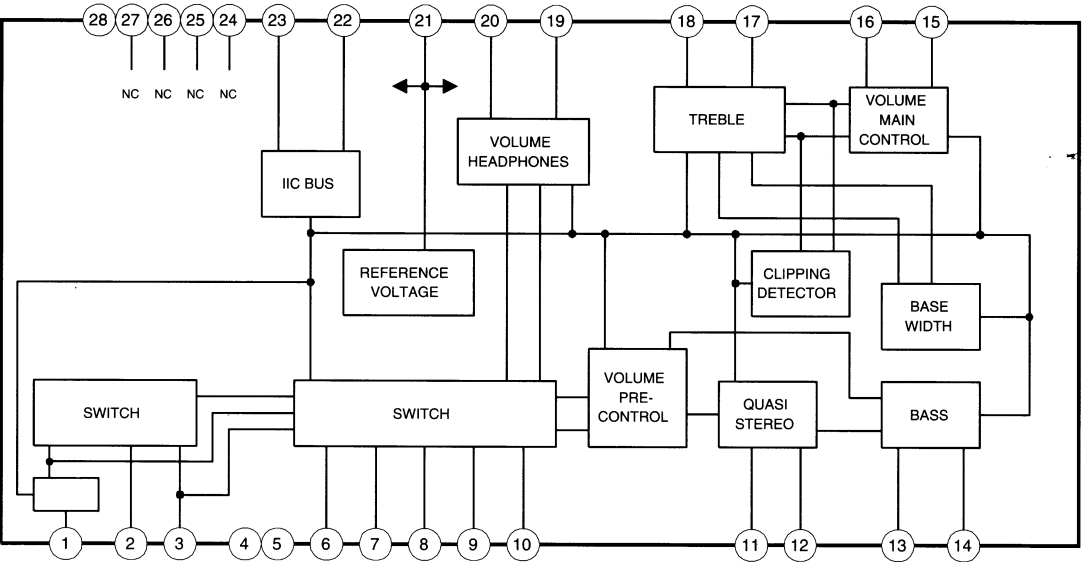 28 27 26 25 24 23 22 21 20 19 18 17 16 15
NC NC NC NC
VOLUME
MAIN
CONTROL
TREBLE
VOLUME
HEADPHONES
IIC BUS
REFERENCE
VOLTAGE
CLIPPING
DETECTOR
BASE
WIDTH
SWITCH
SWITCH
VOLUME
PRE-
CONTROL
QUASI
STEREO
BASS
1 2 3 4 5 6 7 8 9 10 11 12 13 14